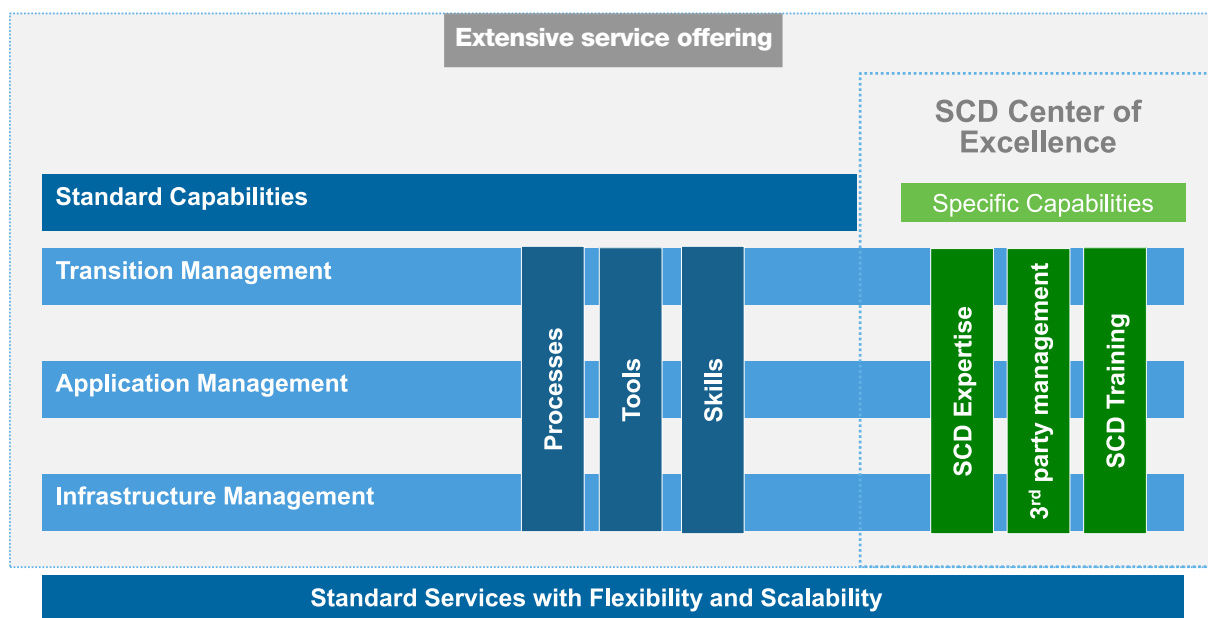 Extensive service offering
SCD Center of
Excellence
Standard Capabilities
Specific Capabilities
Transition Management
Application Management
Infrastructure Management
Processes
Tools
Skills
SCD Expertise
3rd party management
SCD Training
Standard Services with Flexibility and Scalability